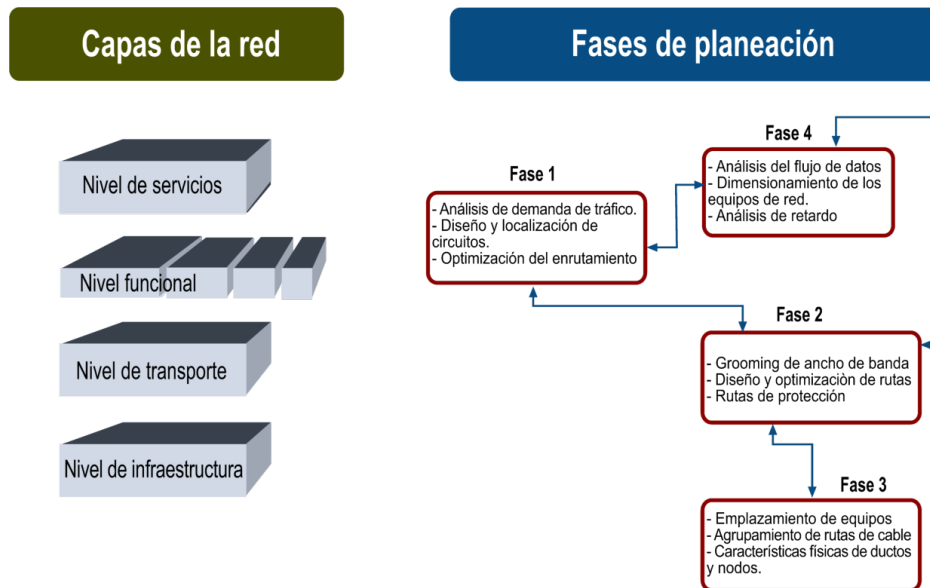 Capas de la red
Nivel de servicios
Nivel funcional
Nivel de transporte
Nivel de infraestructura
Fases de planeación
Fase 1
- Análisis de demanda de tráfico.
- Diseño y localización de
circuitos.
- Optimización del enrutamiento
Fase 4
- Análisis del flujo de datos
- Dimensionamiento de los
equipos de red.
- Análisis de retardo
Fase 2
- Grooming de ancho de banda
- Diseño y optimizaciòn de rutas
- Rutas de protección
Fase 3
- Emplazamiento de equipos
- Agrupamiento de rutas de cable
- Características físicas de ductos
y nodos.